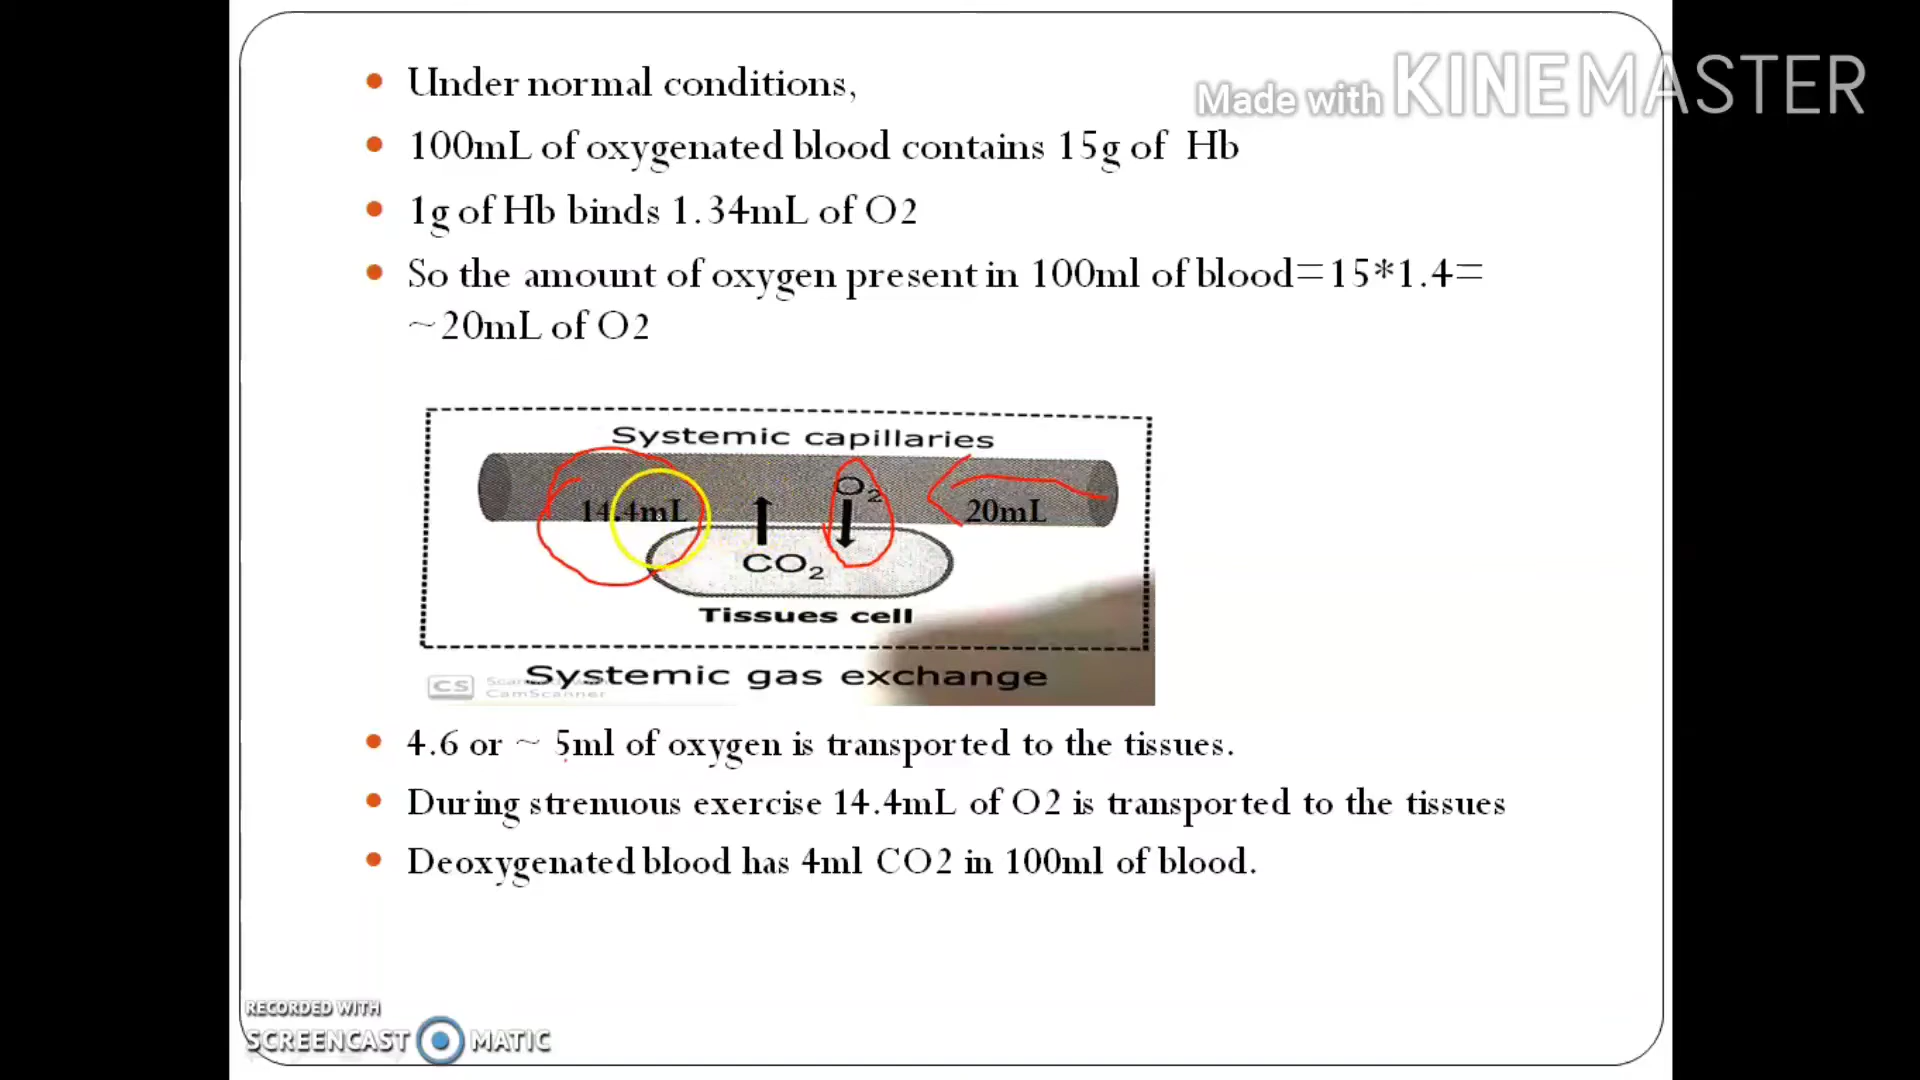 Under normal conditions,
Made with KINEMASTER
100mL of oxygenated blood contains 15g of Hb
1g of Hb binds 1.34mL of O2
So the amount of oxygen present in 100ml of blood=15*1.4=
~20mL of O2
Systemic capillaries
O2
14.4mL
20mL
CO2
Tissues cell
Systemic gas exchange
CS
CamScanner
4.6 or ~ 5ml of oxygen is transported to the tissues.
During strenuous exercise 14.4mL of O2 is transported to the tissues
Deoxygenated blood has 4ml CO2 in 100ml of blood.
RECORDED WITH
SCREENCAST MATIC